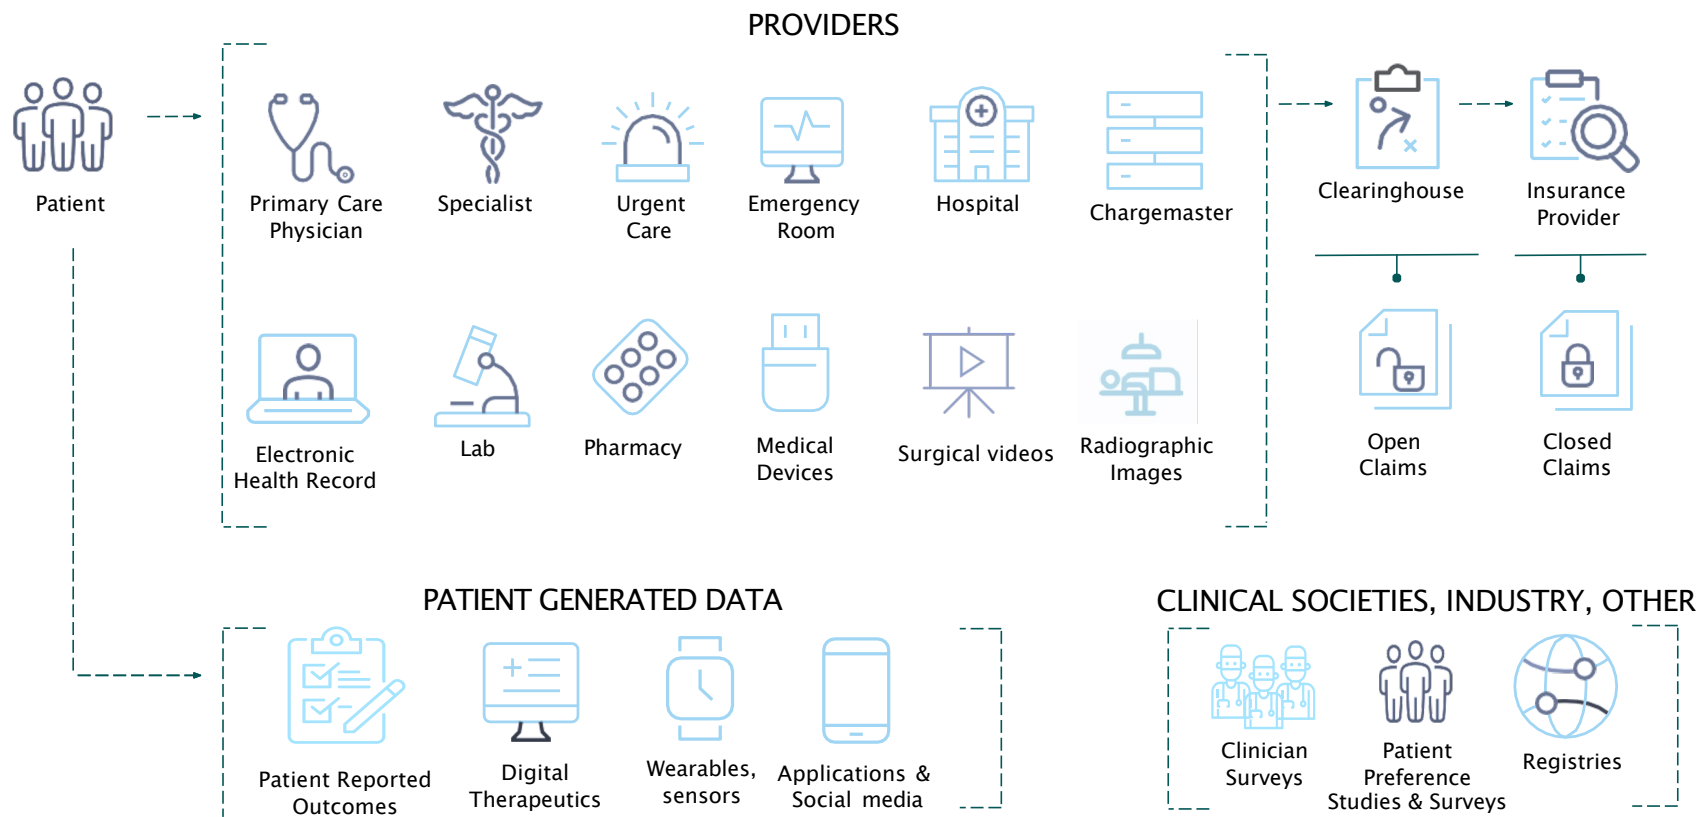 PROVIDERS
Patient
Primary Care
Physician
Specialist
Urgent
Care
Emergency
Room
Hospital
Chargemaster
Clearinghouse
Insurance
Provider
Electronic
Health Record
Lab
Pharmacy
Medical
Devices
Surgical videos
Radiographic
Images
Open
Claims
Closed
Claims
PATIENT GENERATED DATA
Patient Reported
Outcomes
Digital
Therapeutics
Wearables,
sensors
Applications &
Social media
CLINICAL SOCIETIES, INDUSTRY, OTHER
Clinician
Surveys
Patient
Preference
Studies & Surveys
Registries